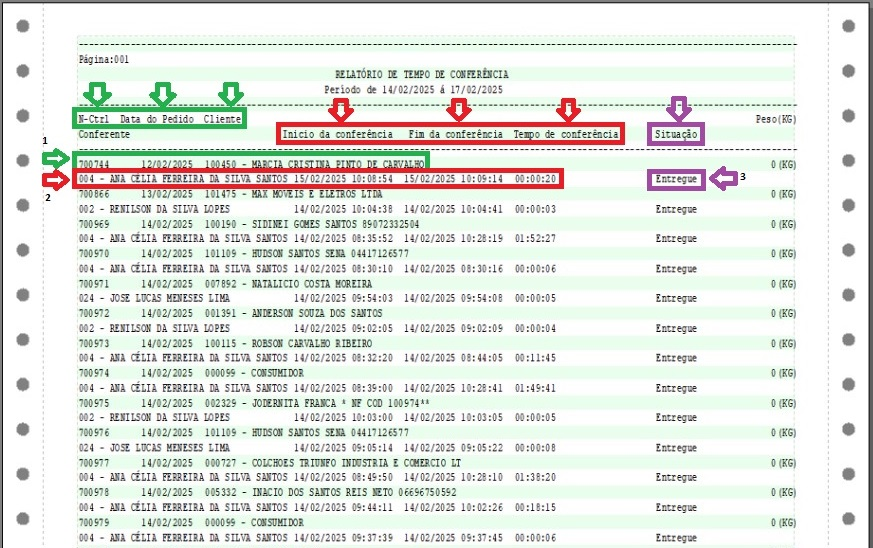 Página:001
RELATÓRIO DE TEMPO DE CONFERÊNCIA
Periodo de 14/02/2025 á 17/02/2025
N-Ctrl Data do Pedido Cliente Peso(KG)
Conferente Inicio da conferência Fim da conferência Tempo de conferência Situação
1
700744 12/02/2025 100450 - MARCIA CRISTINA PINTO DE CARVALHO 0(KG)
004 - ANA CÉLIA FERREIRA DA SILVA SANTOS 15/02/2025 10:08:54 15/02/2025 10:09:14 00:00:20 Entregue 3
2
700866 13/02/2025 101475 - MAX MOVEIS E ELETROS LTDA 0(KG)
002 - RENILSON DA SILVA LOPES 14/02/2025 10:04:38 14/02/2025 10:04:41 00:00:03 Entregue
700969 14/02/2025 100190 - SIDINEI GOMES SANTOS 89072332504 0(KG)
004 - ANA CÉLIA FERREIRA DA SILVA SANTOS 14/02/2025 08:35:52 14/02/2025 10:28:19 01:52:27 Entregue
700970 14/02/2025 101109 - HUDSON SANTOS SENA 04417126577 0(KG)
004 - ANA CÉLIA FERREIRA DA SILVA SANTOS 14/02/2025 08:30:10 14/02/2025 08:30:16 00:00:06 Entregue
700971 14/02/2025 007892 - NATALICIO COSTA MOREIRA 0(KG)
024 - JOSE LUCAS MENESES LIMA 14/02/2025 09:54:03 14/02/2025 09:54:08 00:00:05 Entregue
700972 14/02/2025 001391 - ANDERSON SOUZA DOS SANTOS 0(KG)
002 - RENILSON DA SILVA LOPES 14/02/2025 09:02:05 14/02/2025 09:02:09 00:00:04 Entregue
700973 14/02/2025 100115 - ROBSON CARVALHO RIBEIRO 0(KG)
004 - ANA CÉLIA FERREIRA DA SILVA SANTOS 14/02/2025 08:32:20 14/02/2025 08:44:05 00:11:45 Entregue
700974 14/02/2025 000099 - CONSUMIDOR 0(KG)
004 - ANA CÉLIA FERREIRA DA SILVA SANTOS 14/02/2025 08:39:00 14/02/2025 10:28:41 01:49:41 Entregue
700975 14/02/2025 002329 - JODERNITA FRANCA * NF COD 100974** 0(KG)
002 - RENILSON DA SILVA LOPES 14/02/2025 10:03:00 14/02/2025 10:03:05 00:00:05 Entregue
700976 14/02/2025 101109 - HUDSON SANTOS SENA 04417126577 0(KG)
024 - JOSE LUCAS MENESES LIMA 14/02/2025 09:05:14 14/02/2025 09:05:22 00:00:08 Entregue
700977 14/02/2025 000727 - COLCHOES TRIUNFO INDUSTRIA E COMERCIO LT 0(KG)
004 - ANA CÉLIA FERREIRA DA SILVA SANTOS 14/02/2025 08:49:50 14/02/2025 10:28:10 01:38:20 Entregue
700978 14/02/2025 005332 - INACIO DOS SANTOS REIS NETO 06696750592 0(KG)
004 - ANA CÉLIA FERREIRA DA SILVA SANTOS 14/02/2025 09:44:11 14/02/2025 10:02:26 00:18:15 Entregue
700979 14/02/2025 000099 - CONSUMIDOR 0(KG)
004 - ANA CÉLIA FERREIRA DA SILVA SANTOS 14/02/2025 09:37:39 14/02/2025 09:37:45 00:00:06 Entregue